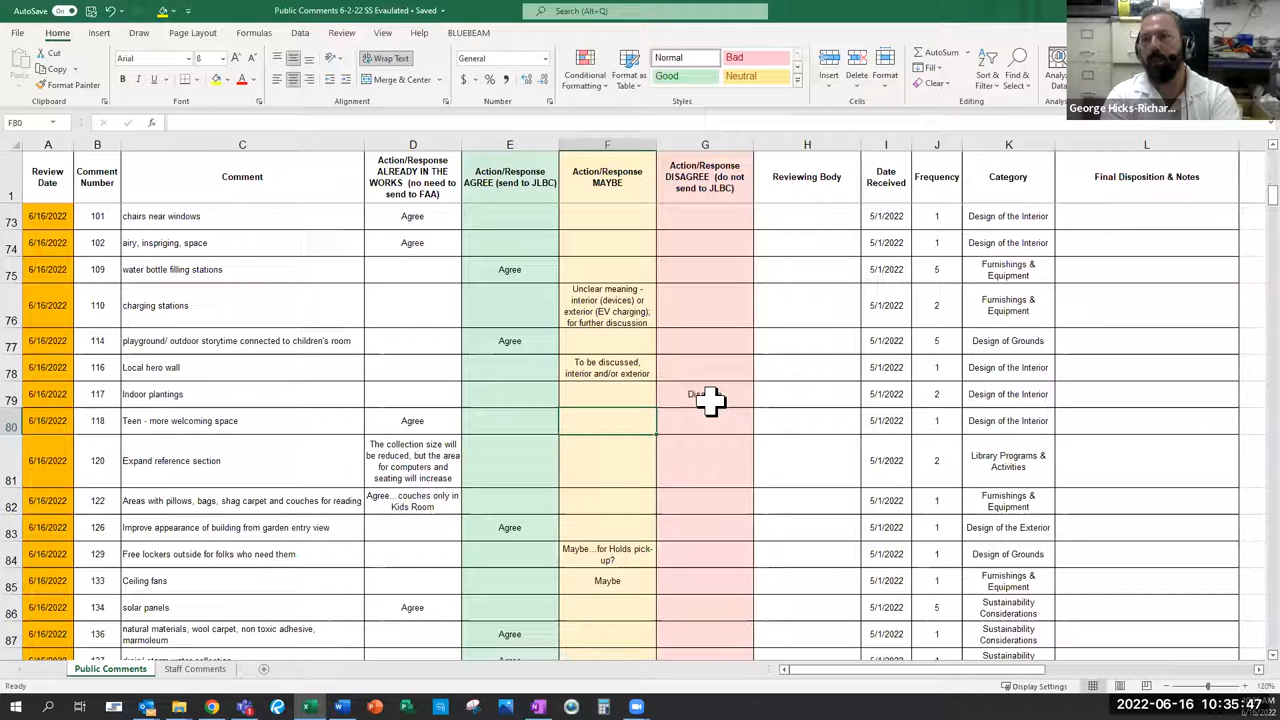 AutoSave On
Public Comments 6-2-22 SS Evaulated • Saved
Search (Alt+Q)
File Home Insert Draw Page Layout Formulas Data Review View Help BLUEBEAM
Paste Cut Copy Format Painter Clipboard
Arial 8 Font
Wrap Text Merge & Center Alignment
General Number
Conditional Formatting Format as Table Normal Bad Good Neutral Styles
Insert Delete Format Cells
AutoSum Fill Clear Sort & Filter Find & Select Editing
George Hicks-Richar...
F80 fx
A B C D E F G H I J K L
1 Review Date Comment Number Comment Action/Response ALREADY IN THE WORKS (no need to send to FAA) Action/Response AGREE (send to JLBC) Action/Response MAYBE Action/Response DISAGREE (do not send to JLBC) Reviewing Body Date Received Frequency Category Final Disposition & Notes
73 6/16/2022 101 chairs near windows Agree 5/1/2022 1 Design of the Interior
74 6/16/2022 102 airy, inspriging, space Agree 5/1/2022 1 Design of the Interior
75 6/16/2022 109 water bottle filling stations Agree 5/1/2022 5 Furnishings & Equipment
76 6/16/2022 110 charging stations Unclear meaning - interior (devices) or exterior (EV charging); for further discussion 5/1/2022 2 Furnishings & Equipment
77 6/16/2022 114 playground/ outdoor storytime connected to children's room Agree 5/1/2022 5 Design of Grounds
78 6/16/2022 116 Local hero wall To be discussed, interior and/or exterior 5/1/2022 1 Design of the Interior
79 6/16/2022 117 Indoor plantings 5/1/2022 2 Design of the Interior
80 6/16/2022 118 Teen - more welcoming space Agree 5/1/2022 1 Design of the Interior
81 6/16/2022 120 Expand reference section The collection size will be reduced, but the area for computers and seating will increase 5/1/2022 2 Library Programs & Activities
82 6/16/2022 122 Areas with pillows, bags, shag carpet and couches for reading Agree...couches only in Kids Room 5/1/2022 1 Furnishings & Equipment
83 6/16/2022 126 Improve appearance of building from garden entry view Agree 5/1/2022 1 Design of the Exterior
84 6/16/2022 129 Free lockers outside for folks who need them Maybe...for Holds pick-up? 5/1/2022 1 Design of Grounds
85 6/16/2022 133 Ceiling fans Maybe 5/1/2022 1 Furnishings & Equipment
86 6/16/2022 134 solar panels Agree 5/1/2022 5 Sustainability Considerations
87 6/16/2022 136 natural materials, wool carpet, non toxic adhesive, marmoleum Agree 5/1/2022 1 Sustainability Considerations
Sustainability
Public Comments Staff Comments
Ready Display Settings 120%
2022-06-16 10:35:47